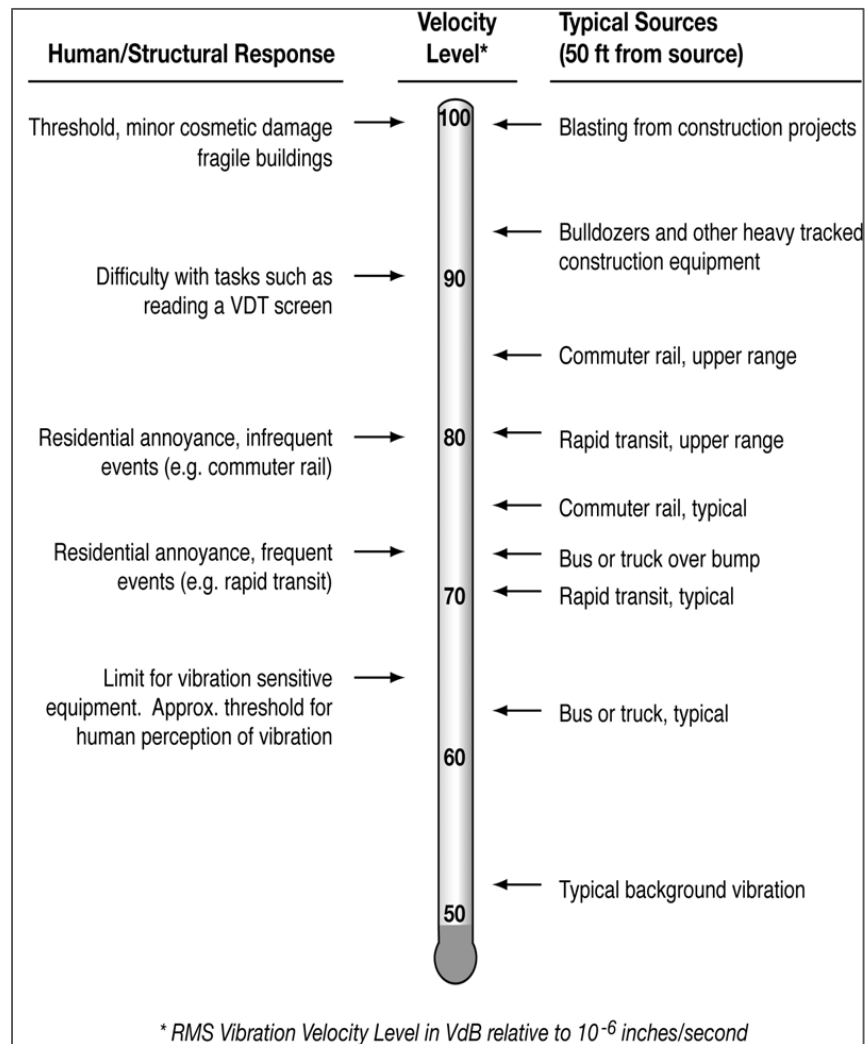 Human/Structural Response
Velocity
Level*
Typical Sources
(50 ft from source)
Threshold, minor cosmetic damage
fragile buildings
100
Blasting from construction projects
Bulldozers and other heavy tracked
construction equipment
Difficulty with tasks such as
reading a VDT screen
90
Commuter rail, upper range
Residential annoyance, infrequent
events (e.g. commuter rail)
80
Rapid transit, upper range
Commuter rail, typical
Residential annoyance, frequent
events (e.g. rapid transit)
Bus or truck over bump
70
Rapid transit, typical
Limit for vibration sensitive
equipment. Approx. threshold for
human perception of vibration
Bus or truck, typical
60
Typical background vibration
50
* RMS Vibration Velocity Level in VdB relative to 10-6 inches/second